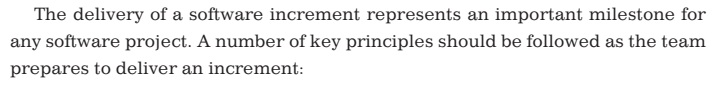 The delivery of a software increment represents an important milestone for
any software project. A number of key principles should be followed as the team
prepares to deliver an increment: